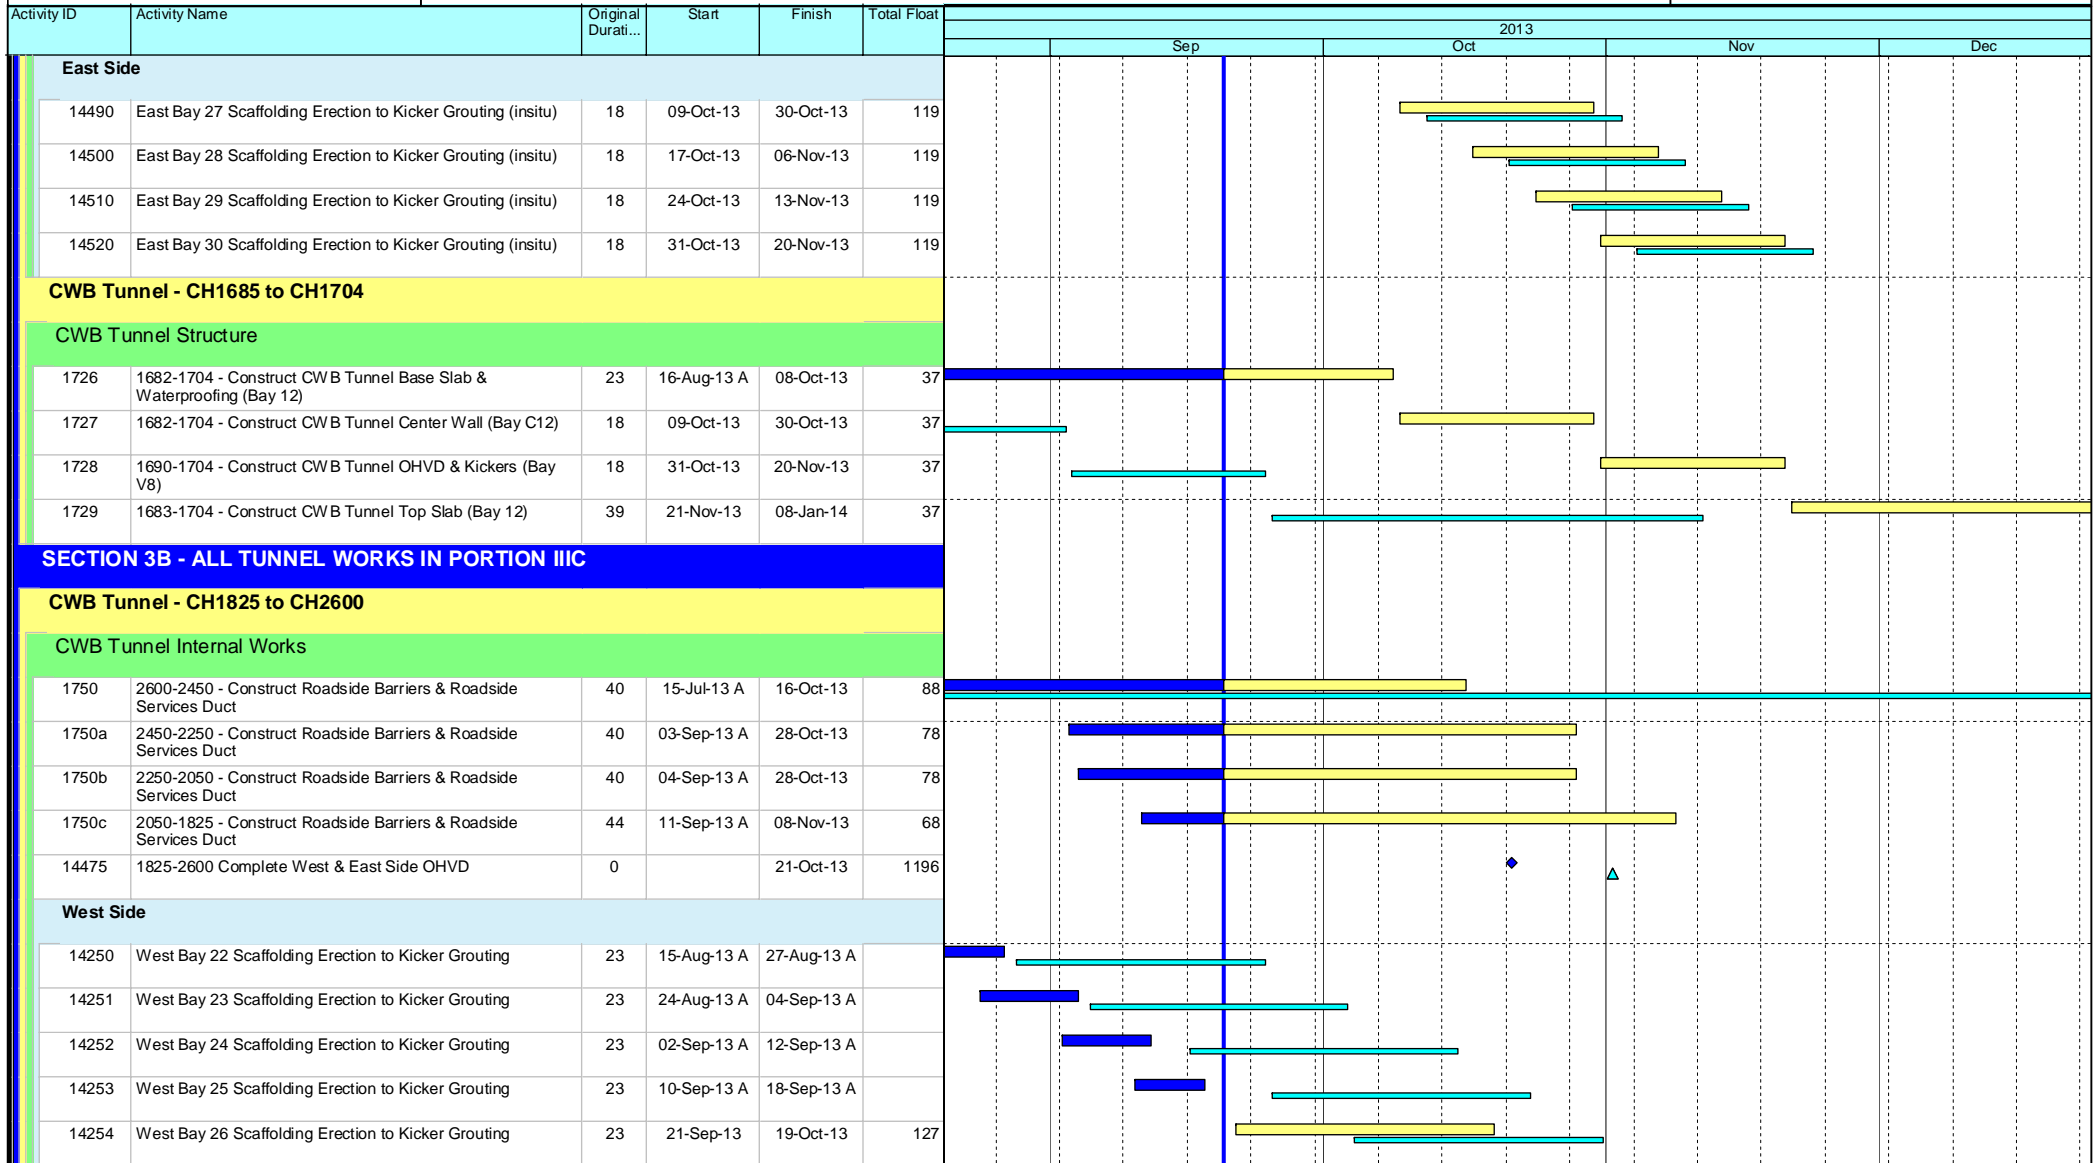 Activity ID Activity Name Original Start Finish Total Float
Durati...
2013
Sep Oct Nov Dec
East Side
14490 East Bay 27 Scaffolding Erection to Kicker Grouting (insitu) 18 09-Oct-13 30-Oct-13 119
14500 East Bay 28 Scaffolding Erection to Kicker Grouting (insitu) 18 17-Oct-13 06-Nov-13 119
14510 East Bay 29 Scaffolding Erection to Kicker Grouting (insitu) 18 24-Oct-13 13-Nov-13 119
14520 East Bay 30 Scaffolding Erection to Kicker Grouting (insitu) 18 31-Oct-13 20-Nov-13 119
CWB Tunnel - CH1685 to CH1704
CWB Tunnel Structure
1726 1682-1704 - Construct CWB Tunnel Base Slab & 23 16-Aug-13 A 08-Oct-13 37
Waterproofing (Bay 12)
1727 1682-1704 - Construct CWB Tunnel Center Wall (Bay C12) 18 09-Oct-13 30-Oct-13 37
1728 1690-1704 - Construct CWB Tunnel OHVD & Kickers (Bay 18 31-Oct-13 20-Nov-13 37
V8)
1729 1683-1704 - Construct CWB Tunnel Top Slab (Bay 12) 39 21-Nov-13 08-Jan-14 37
SECTION 3B - ALL TUNNEL WORKS IN PORTION IIIC
CWB Tunnel - CH1825 to CH2600
CWB Tunnel Internal Works
1750 2600-2450 - Construct Roadside Barriers & Roadside 40 15-Jul-13 A 16-Oct-13 88
Services Duct
1750a 2450-2250 - Construct Roadside Barriers & Roadside 40 03-Sep-13 A 28-Oct-13 78
Services Duct
1750b 2250-2050 - Construct Roadside Barriers & Roadside 40 04-Sep-13 A 28-Oct-13 78
Services Duct
1750c 2050-1825 - Construct Roadside Barriers & Roadside 44 11-Sep-13 A 08-Nov-13 68
Services Duct
14475 1825-2600 Complete West & East Side OHVD 0 21-Oct-13 1196
West Side
14250 West Bay 22 Scaffolding Erection to Kicker Grouting 23 15-Aug-13 A 27-Aug-13 A
14251 West Bay 23 Scaffolding Erection to Kicker Grouting 23 24-Aug-13 A 04-Sep-13 A
14252 West Bay 24 Scaffolding Erection to Kicker Grouting 23 02-Sep-13 A 12-Sep-13 A
14253 West Bay 25 Scaffolding Erection to Kicker Grouting 23 10-Sep-13 A 18-Sep-13 A
14254 West Bay 26 Scaffolding Erection to Kicker Grouting 23 21-Sep-13 19-Oct-13 127